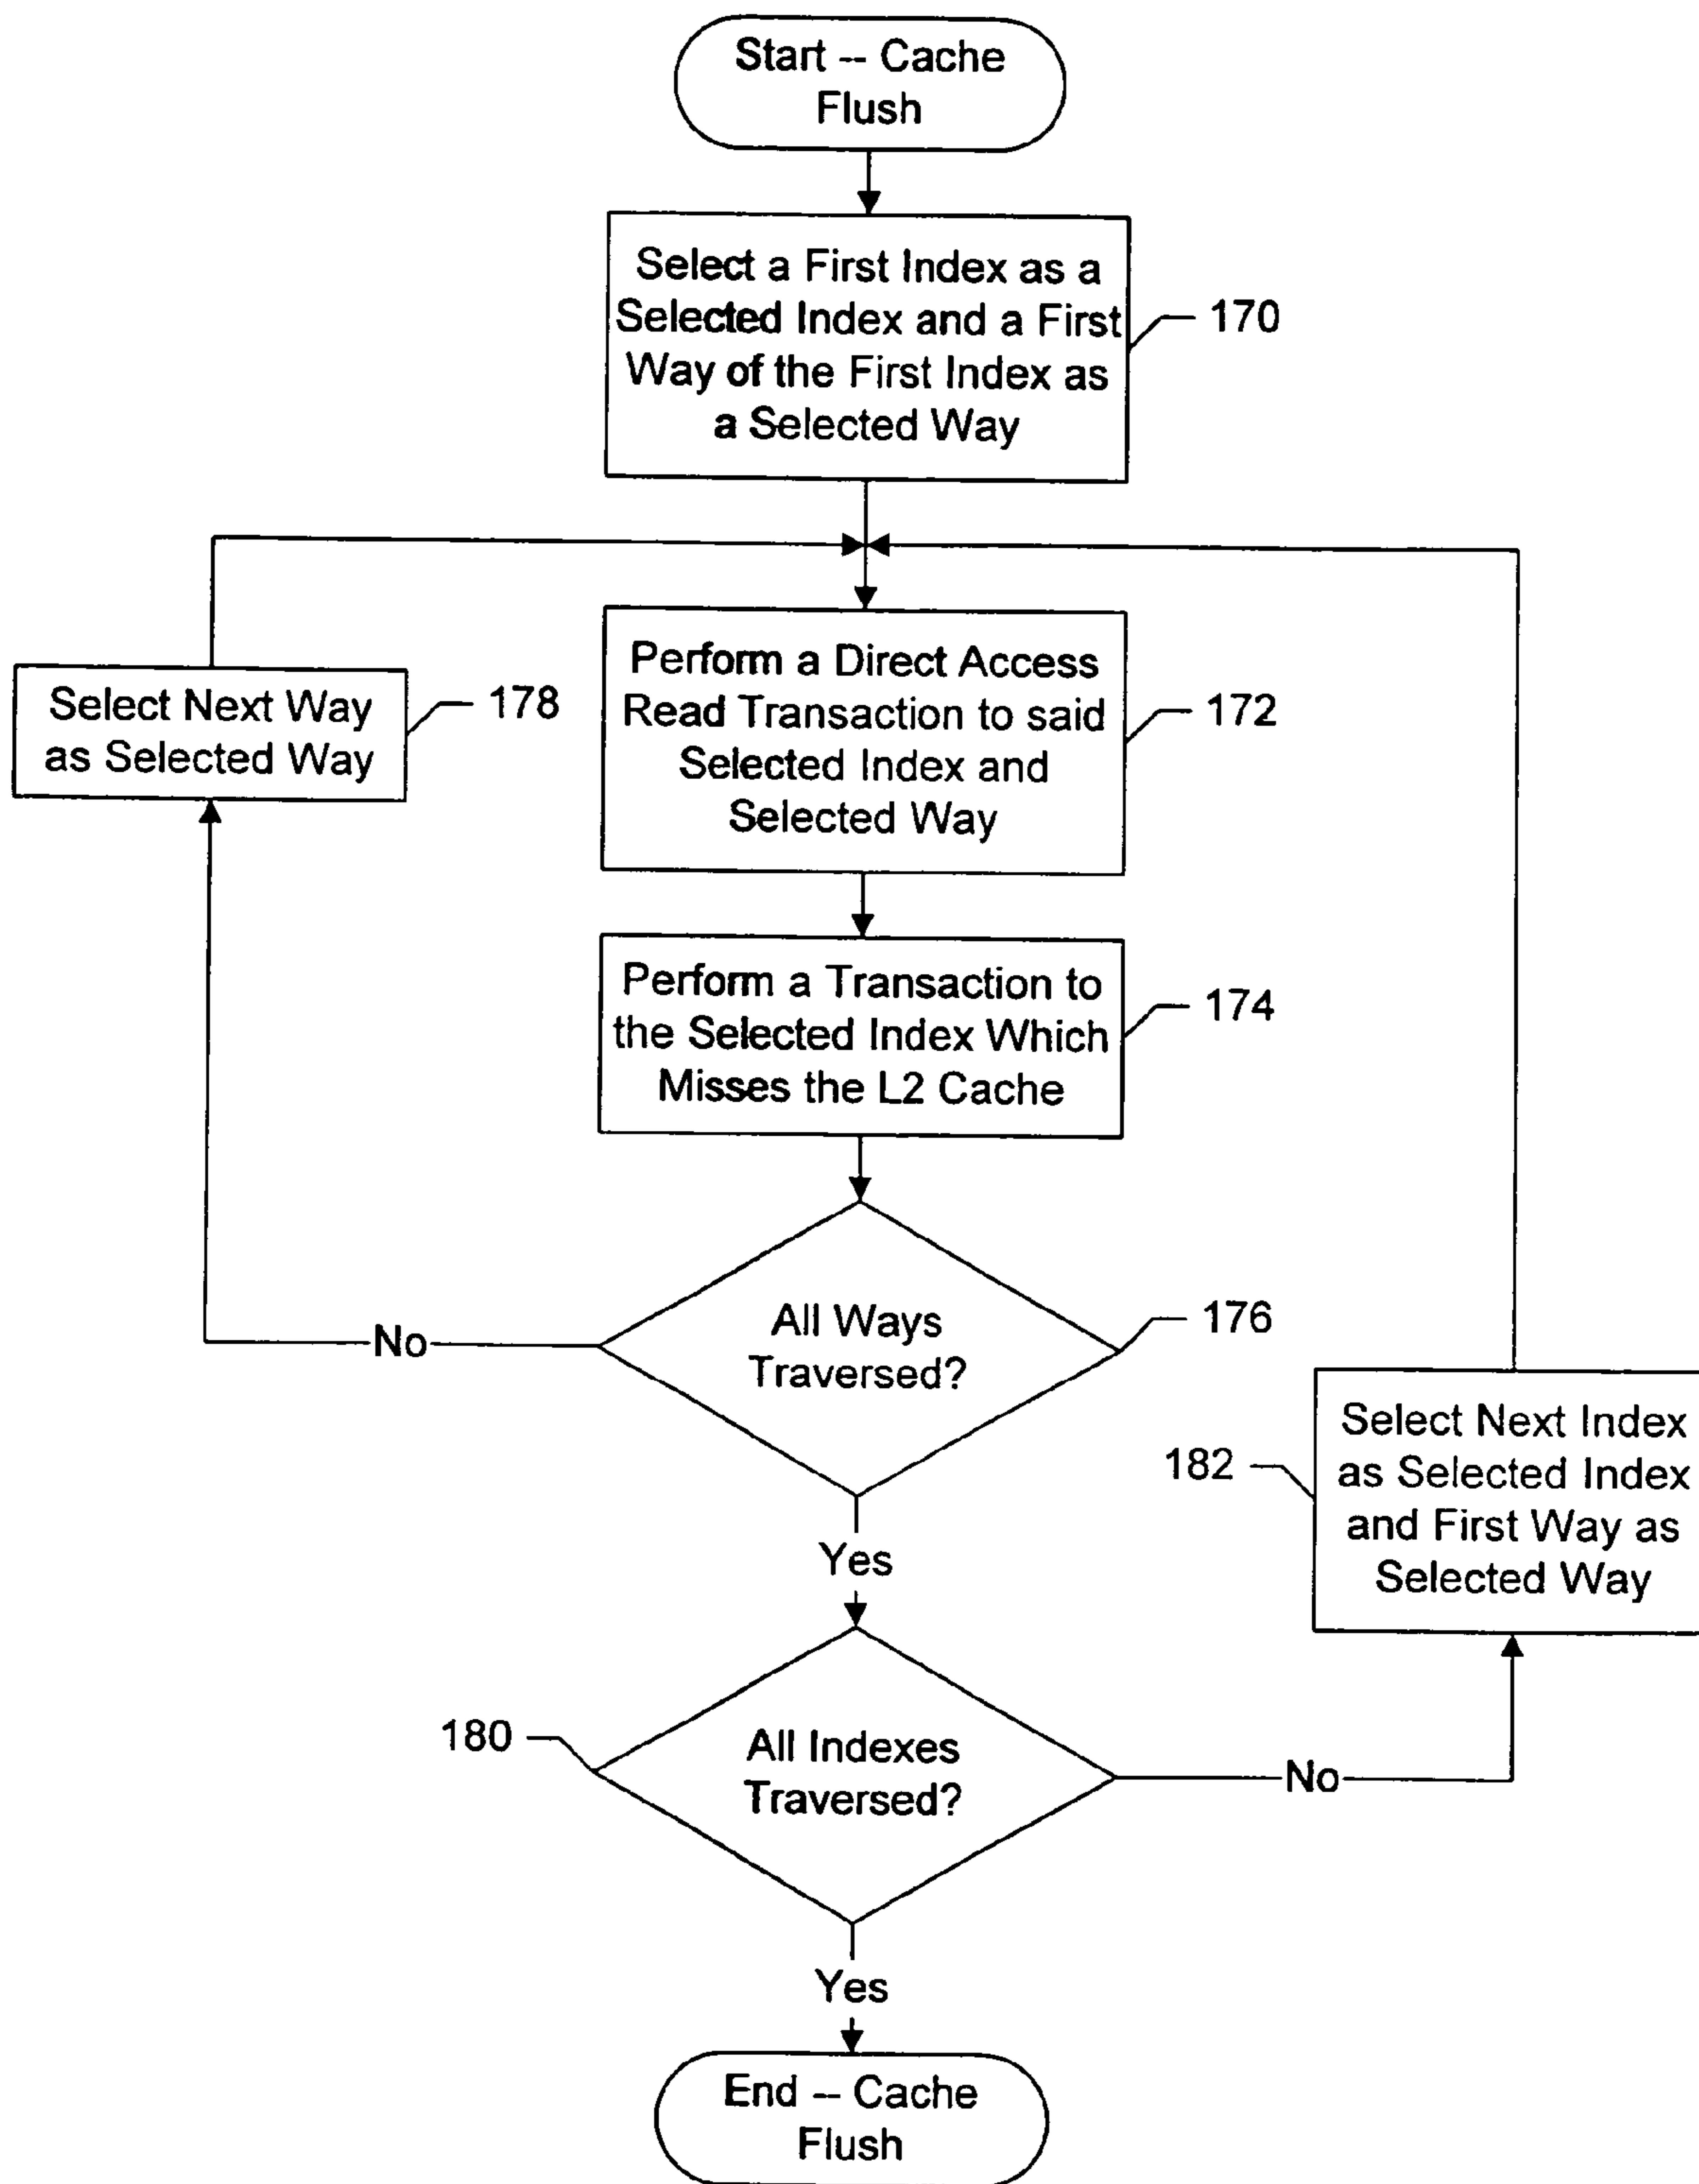 Start -- Cache
Flush
Select a First Index as a
Selected Index and a First
Way of the First Index as
a Selected Way
170
Select Next Way
as Selected Way
178
Perform a Direct Access
Read Transaction to said
Selected Index and
Selected Way
172
Perform a Transaction to
the Selected Index Which
Misses the L2 Cache
174
All Ways
Traversed?
176
No
Yes
182
Select Next Index
as Selected Index
and First Way as
Selected Way
180
All Indexes
Traversed?
No
Yes
End -- Cache
Flush